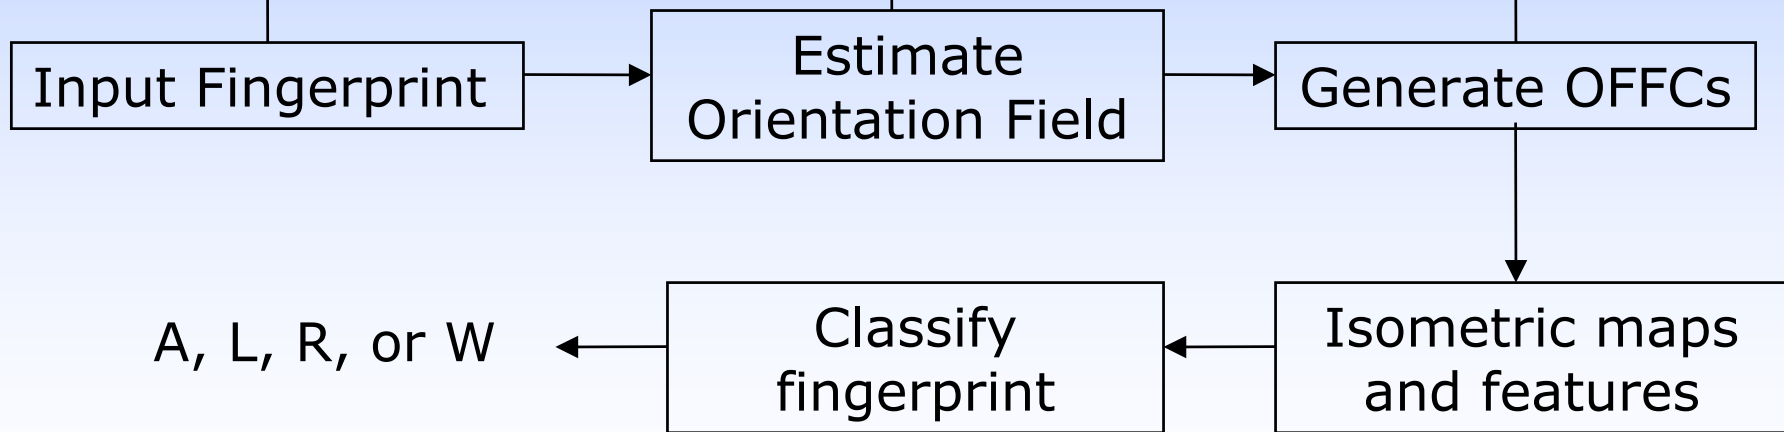 Input Fingerprint
Estimate
Orientation Field
Generate OFFCs
Isometric maps
and features
Classify
fingerprint
A, L, R, or W